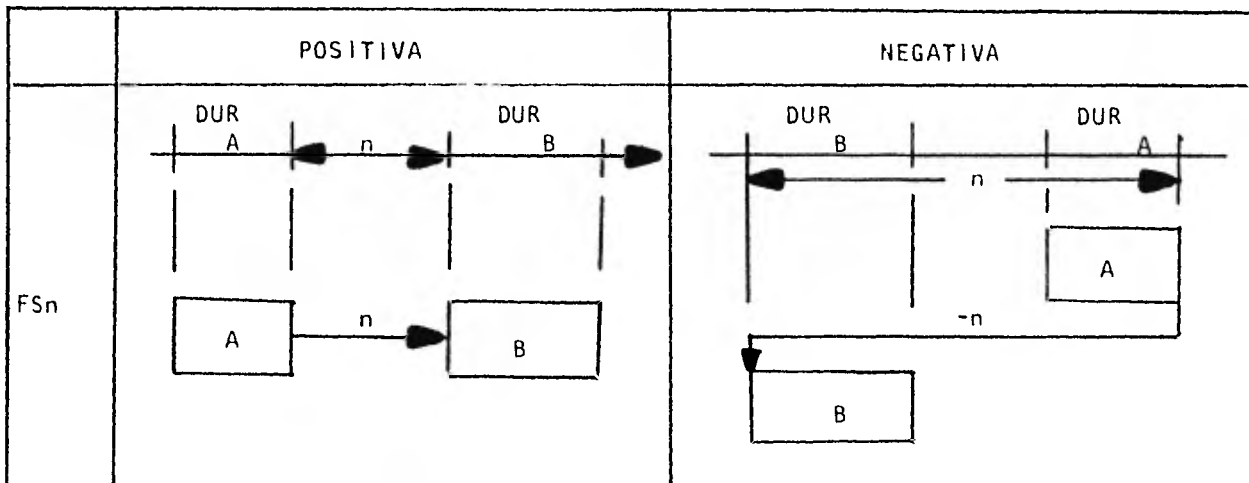 POSITIVA NEGATIVA
DUR DUR DUR DUR
A n B B A
n
A
FSn n -n
A B
B